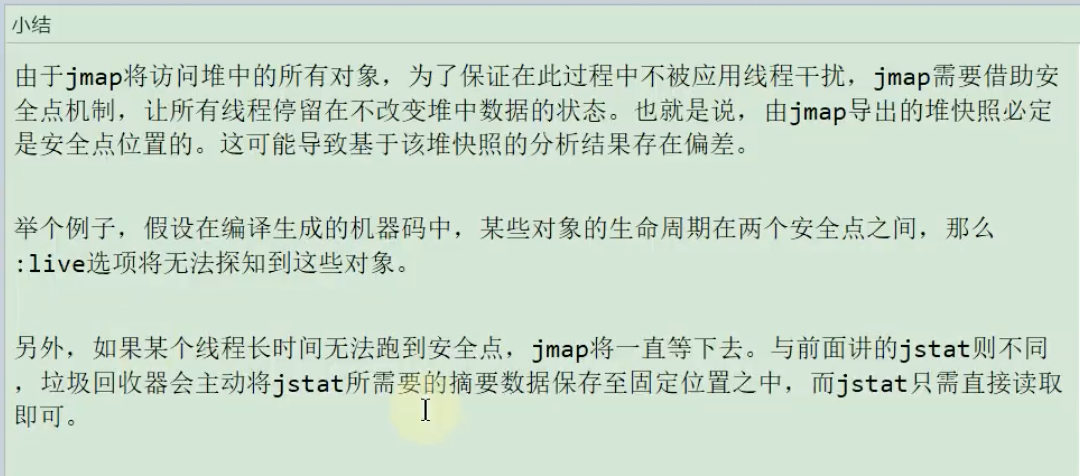 小结
由于jmap将访问堆中的所有对象，为了保证在此过程中不被应用线程干扰，jmap需要借助安
全点机制，让所有线程停留在不改变堆中数据的状态。也就是说，由jmap导出的堆快照必定
是安全点位置的。这可能导致基于该堆快照的分析结果存在偏差。
举个例子，假设在编译生成的机器码中，某些对象的生命周期在两个安全点之间，那么
:live选项将无法探知到这些对象。
另外，如果某个线程长时间无法跑到安全点，jmap将一直等下去。与前面讲的jstat则不同
，垃圾回收器会主动将jstat所需要的摘要数据保存至固定位置之中，而jstat只需直接读取
即可。